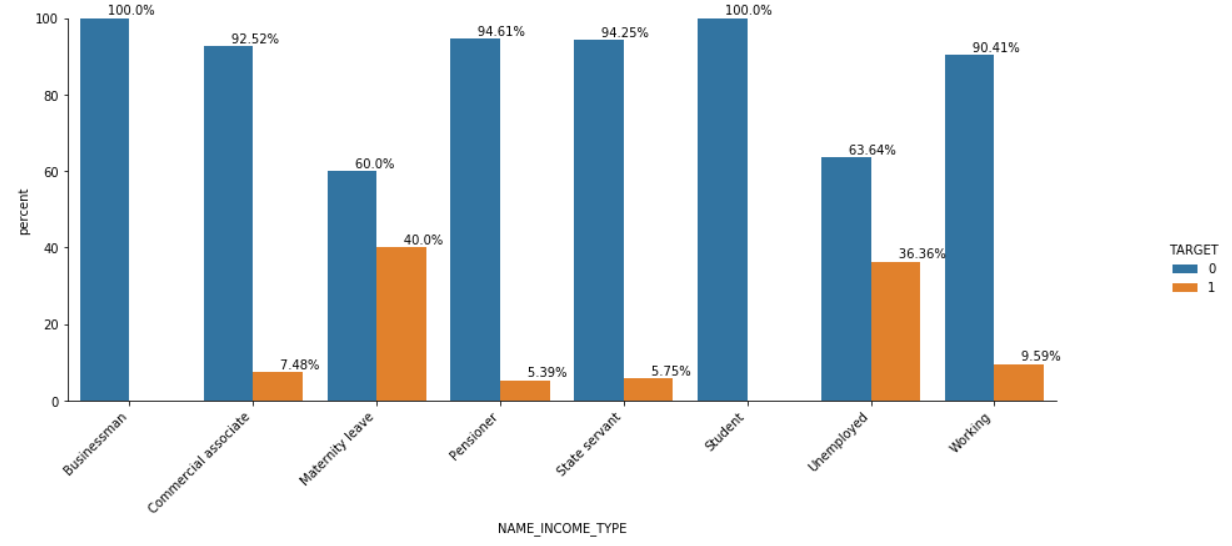 100.0%
92.52%
94.61%
94.25%
100.0%
90.41%
60.0%
63.64%
40.0%
36.36%
7.48%
5.39%
5.75%
9.59%
100
80
60
40
20
0
percent
Businessman
Commercial associate
Maternity leave
Pensioner
State servant
Student
Unemployed
Working
NAME_INCOME_TYPE
TARGET
0
1